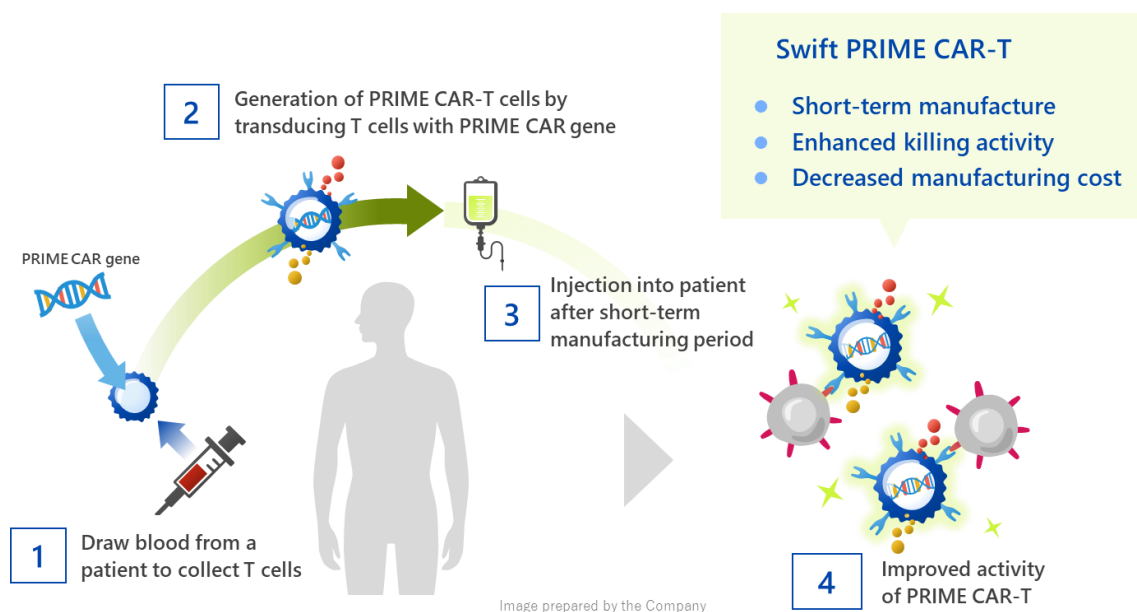 Swift PRIME CAR-T
Short-term manufacture
Enhanced killing activity
Decreased manufacturing cost
2
Generation of PRIME CAR-T cells by
transducing T cells with PRIME CAR gene
PRIME CAR gene
3
Injection into patient
after short-term
manufacturing period
1
Draw blood from a
patient to collect T cells
4
Improved activity
of PRIME CAR-T
Image prepared by the Company